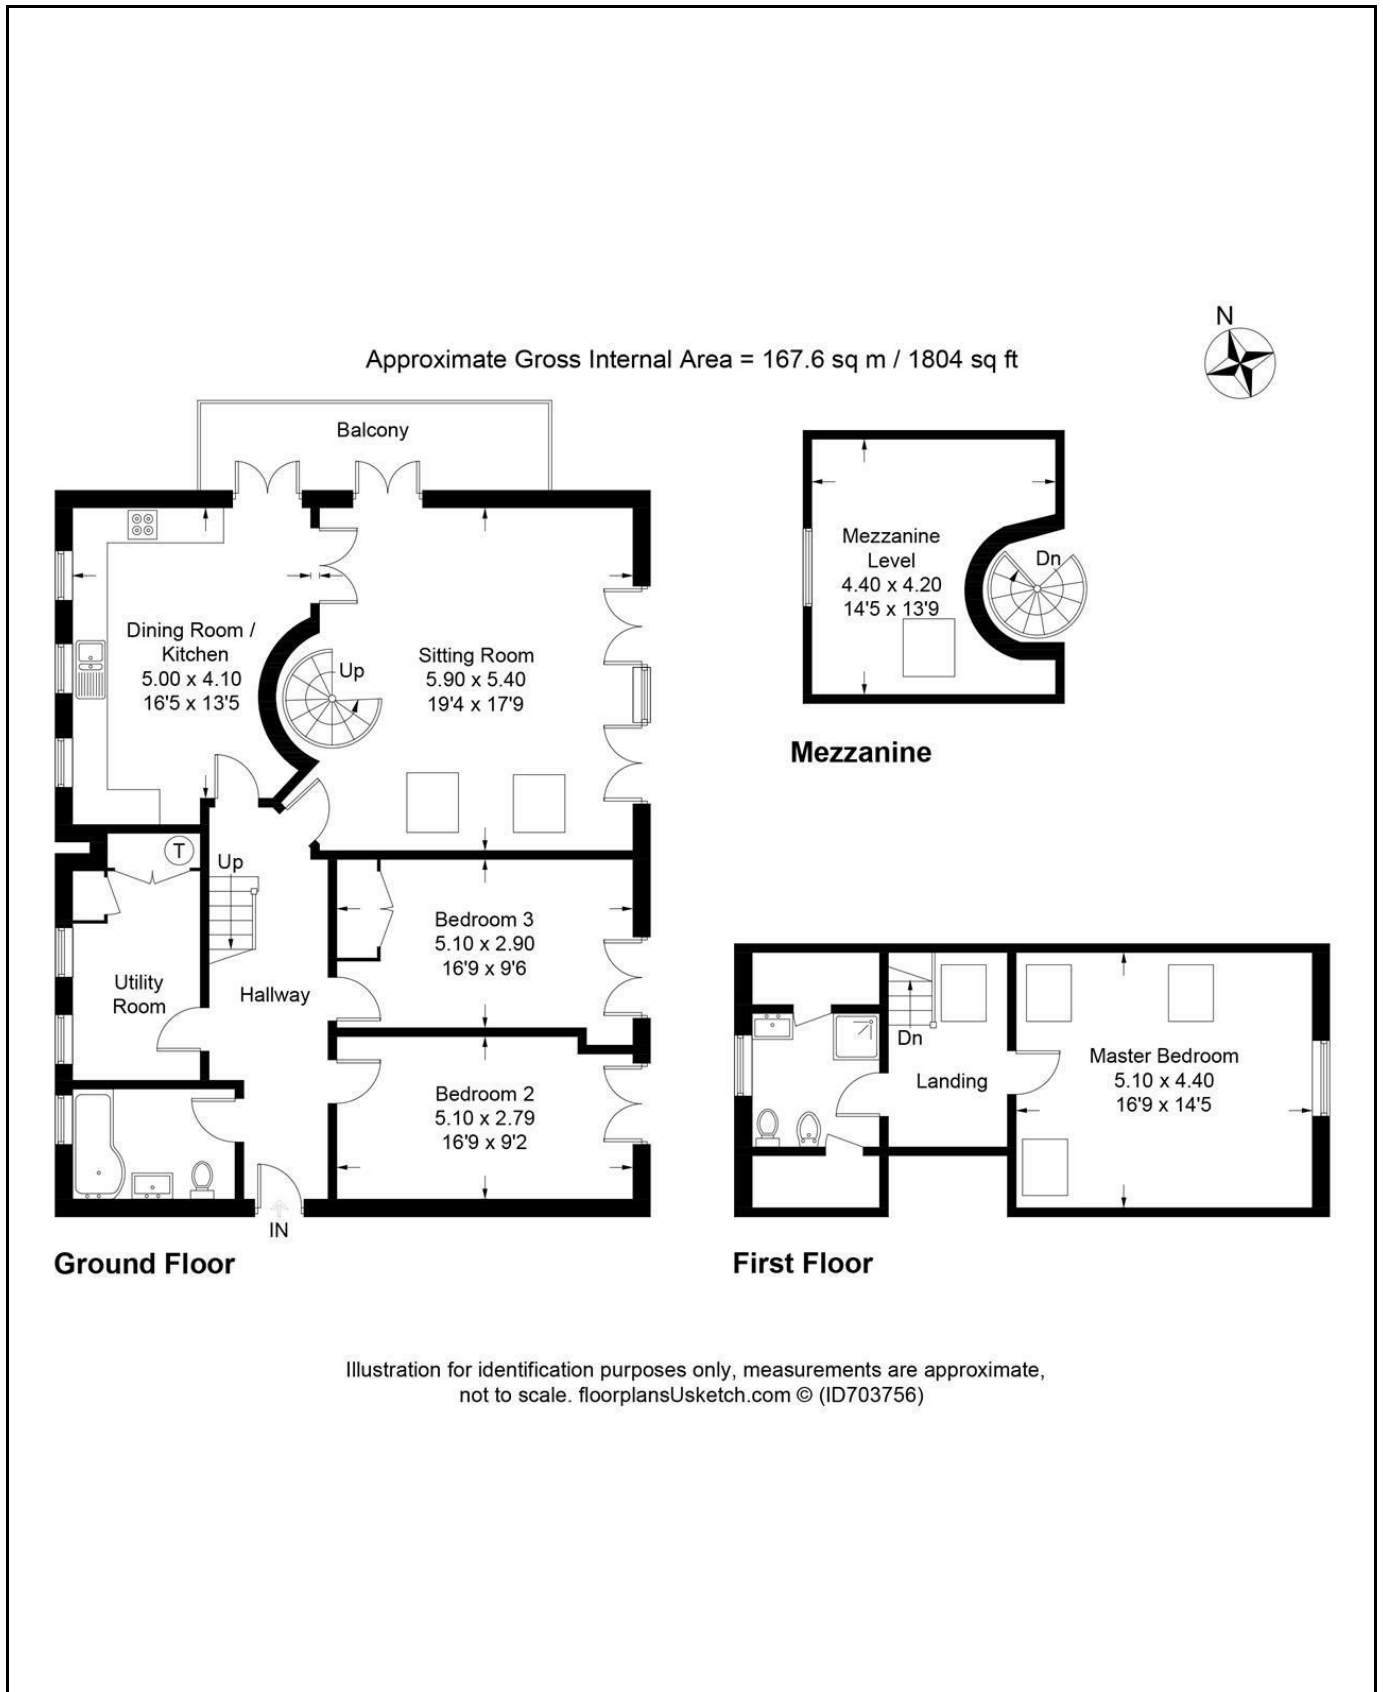 N
Approximate Gross Internal Area = 167.6 sq m / 1804 sq ft
Balcony
Dining Room /
Kitchen
5.00 x 4.10
16'5 x 13'5
Up
Sitting Room
5.90 x 5.40
19'4 x 17'9
T
Up
Utility
Room
Hallway
Bedroom 3
5.10 x 2.90
16'9 x 9'6
Bedroom 2
5.10 x 2.79
16'9 x 9'2
IN
Ground Floor
Mezzanine
Level
4.40 x 4.20
14'5 x 13'9
Dn
Mezzanine
Dn
Landing
Master Bedroom
5.10 x 4.40
16'9 x 14'5
First Floor
Illustration for identification purposes only, measurements are approximate,
not to scale. floorplansUsketch.com © (ID703756)